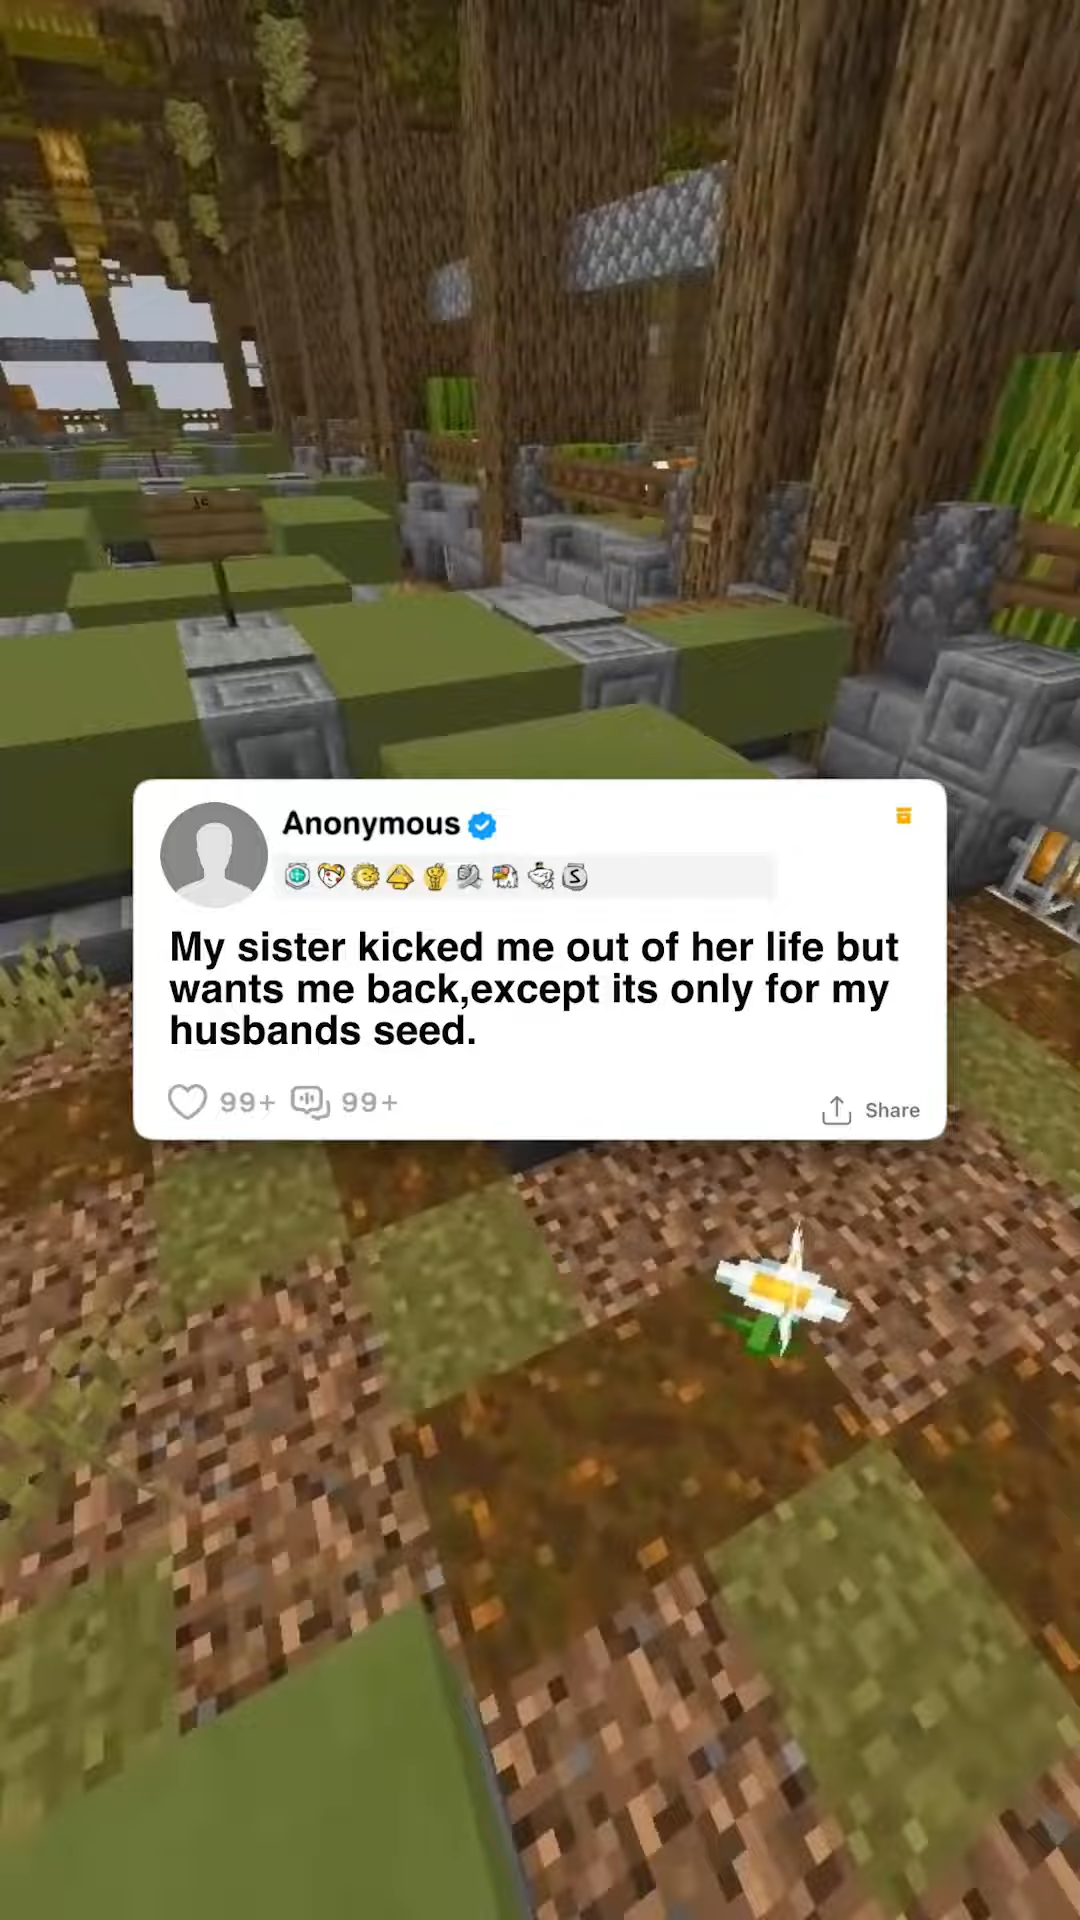 Anonymous
My sister kicked me out of her life but
wants me back,except its only for my
husbands seed.
99+ 99+
Share